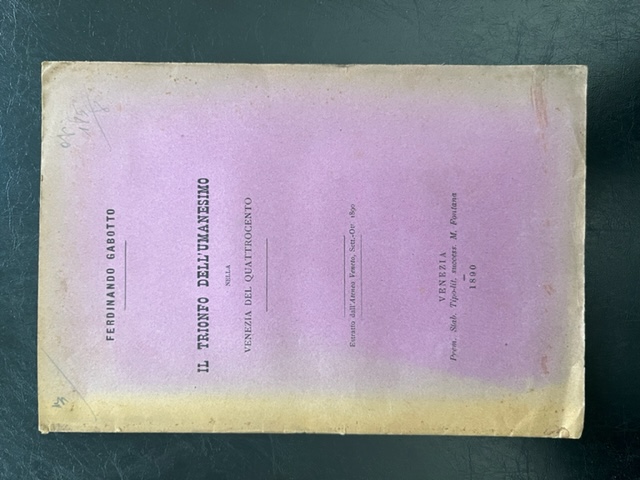 FERDINANDO GABOTTO
IL TRIONFO DELL'UMANESIMO
NELLA
VENEZIA DEL QUATTROCENTO
Estratto dall'Ateneo Veneto, Sett.-Ott. 1890
VENEZIA
Prem. Stab. Tipo-lit. success. M. Fontana
1890